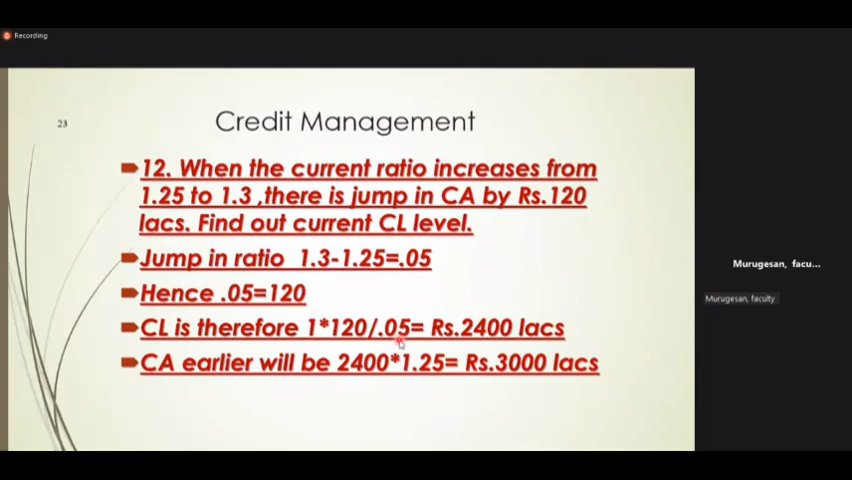 Recording
23
Credit Management
12. When the current ratio increases from
1.25 to 1.3 ,there is jump in CA by Rs.120
lacs. Find out current CL level.
Jump in ratio 1.3-1.25=.05
Hence .05=120
CL is therefore 1*120/.05= Rs.2400 lacs
CA earlier will be 2400*1.25= Rs.3000 lacs
Murugesan, facu...
Murugesan, faculty